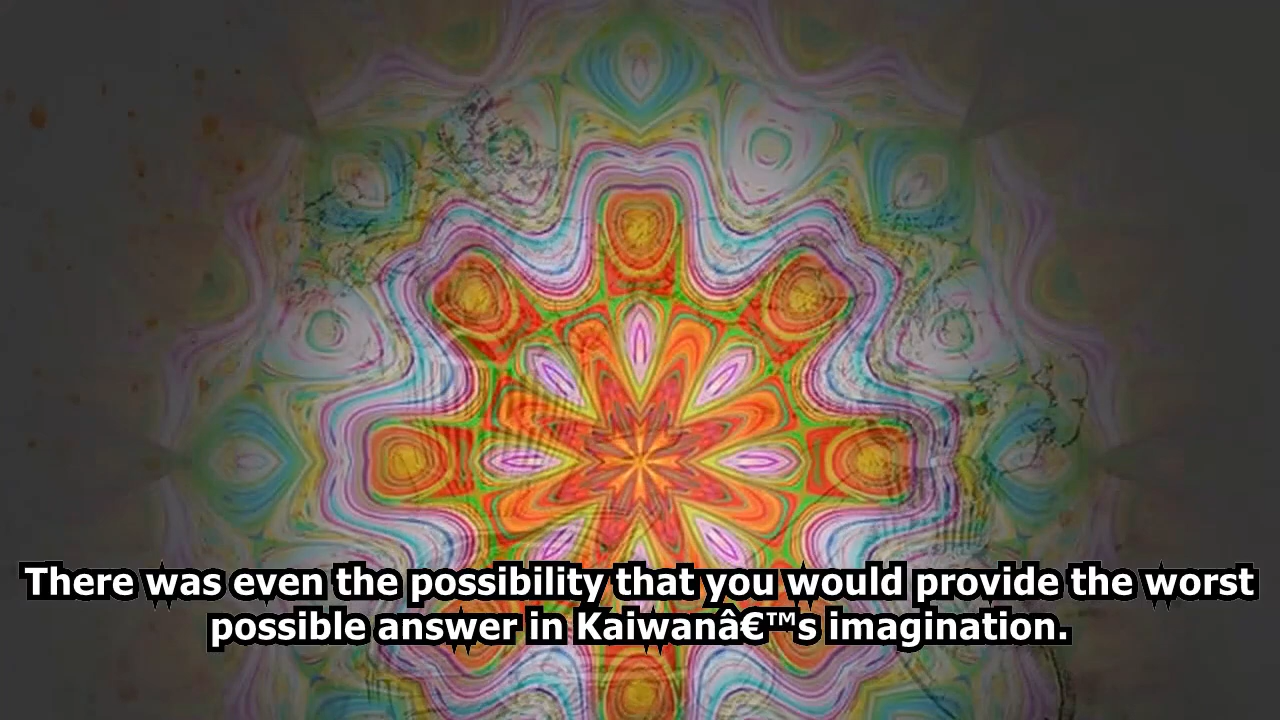 There was even the possibility that you would provide the worst
possible answer in Kaiwanâ€™s imagination.